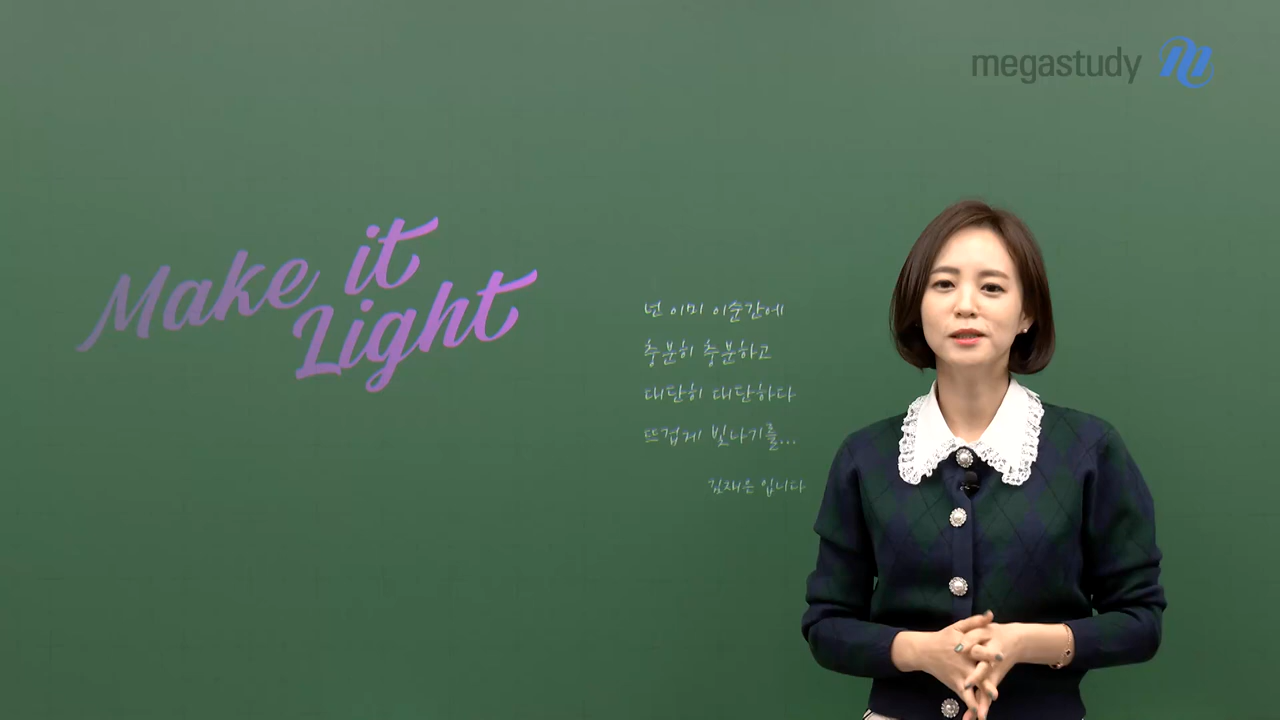 megastudy
Make it
Light
넌 이미 이순간에
충분히 충분하고
대단히 대단하다
뜨겁게 빛나기를...
김채은 입니다